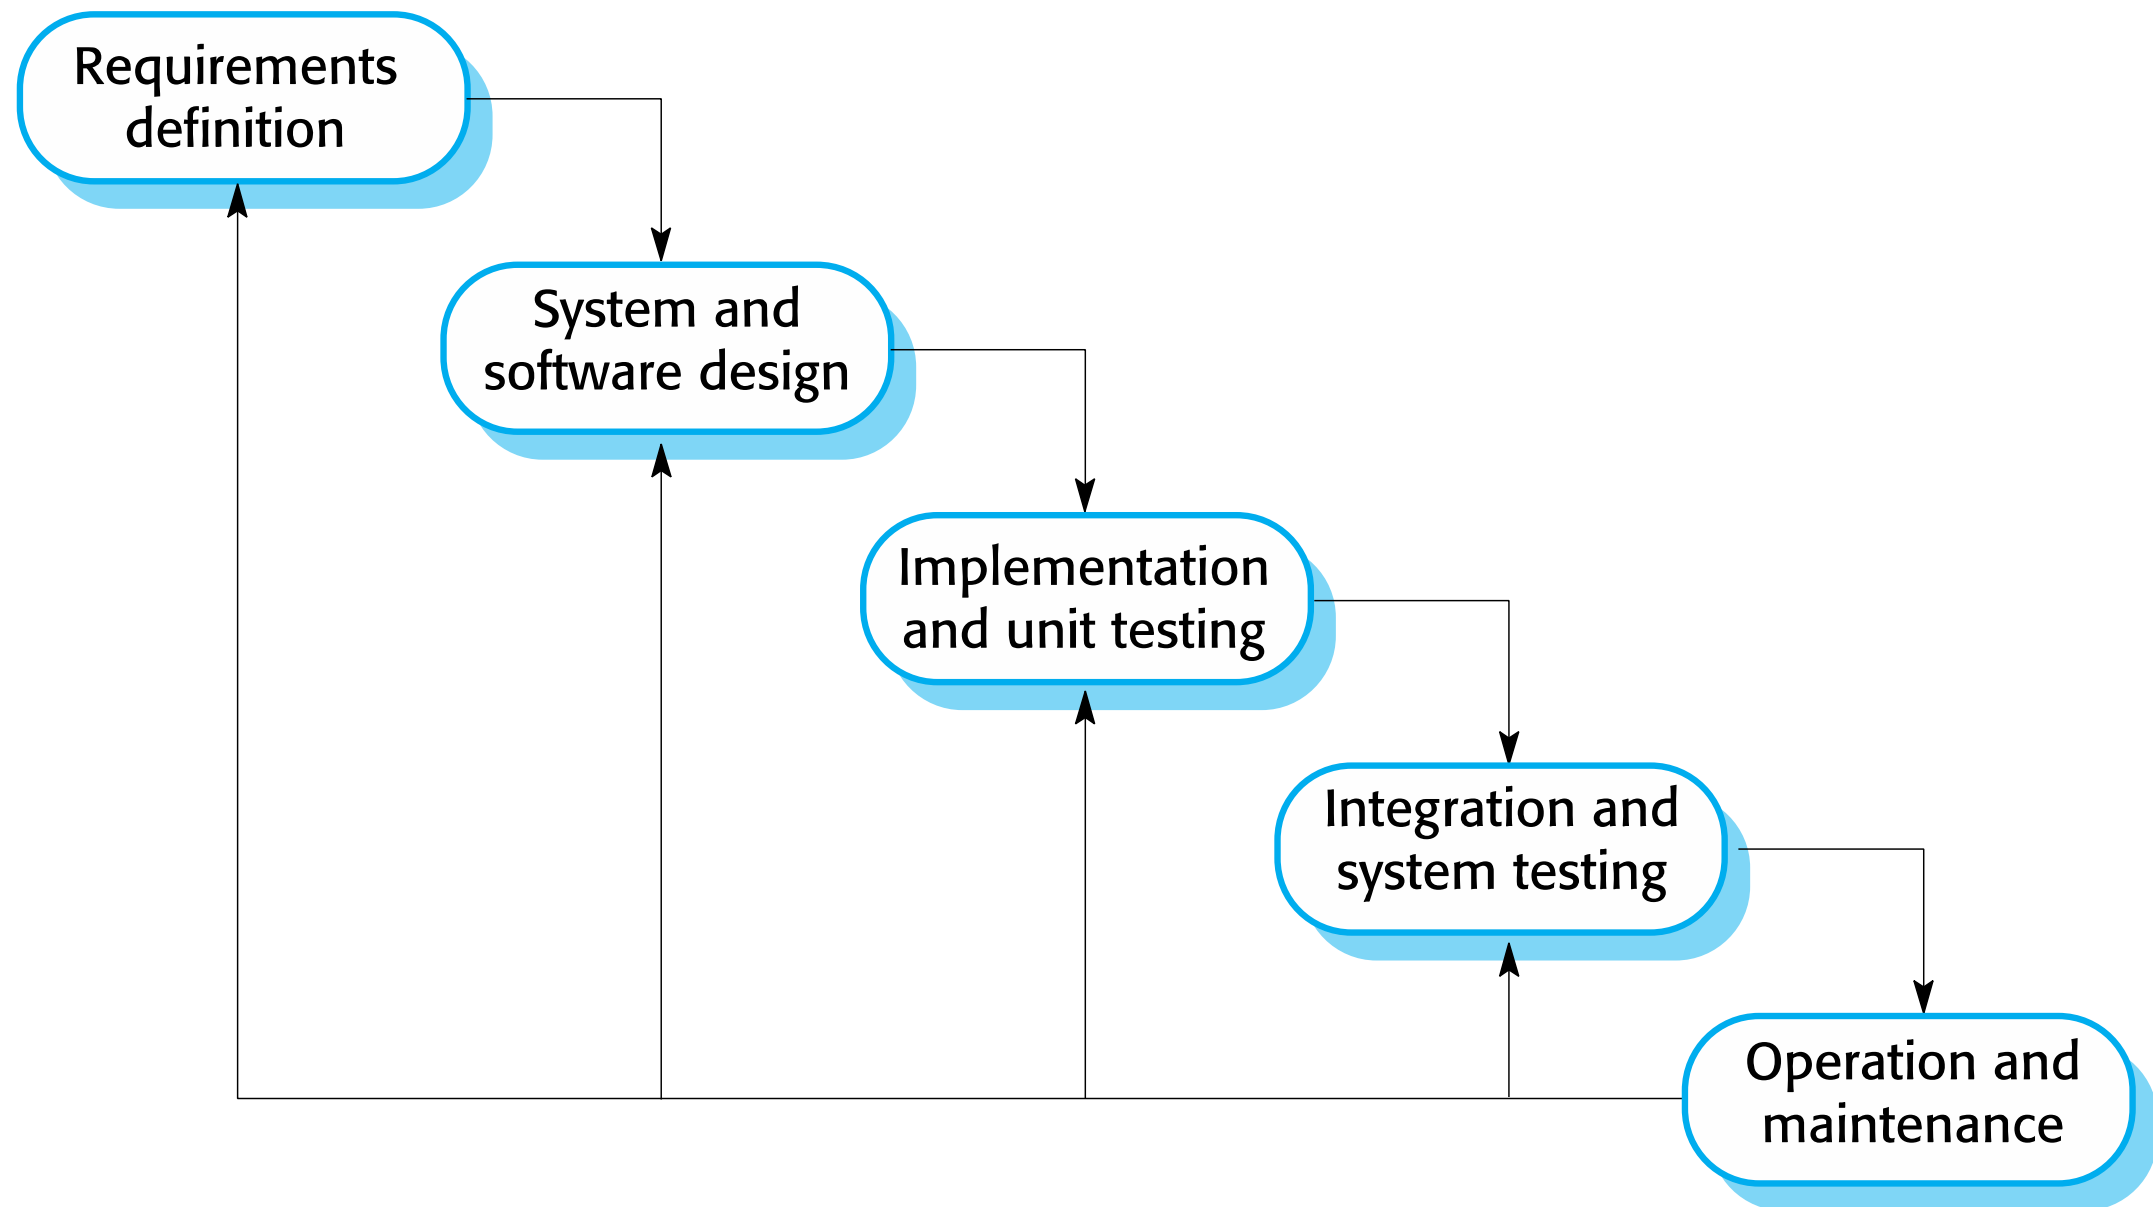 Requirements
definition
System and
software design
Implementation
and unit testing
Integration and
system testing
Operation and
maintenance